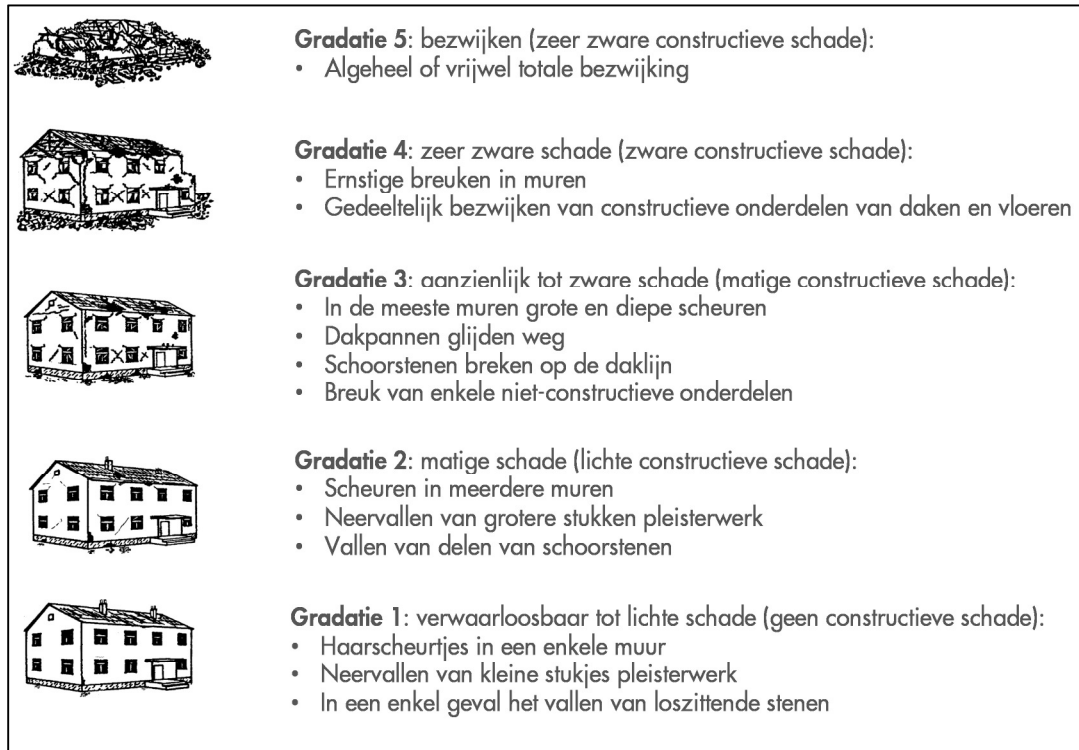 Gradatie 5: bezwijken (zeer zware constructieve schade):
• Algeheel of vrijwel totale bezwijking
Gradatie 4: zeer zware schade (zware constructieve schade):
• Ernstige breuken in muren
• Gedeeltelijk bezwijken van constructieve onderdelen van daken en vloeren
Gradatie 3: aanzienlijk tot zware schade (matige constructieve schade):
• In de meeste muren grote en diepe scheuren
• Dakpannen glijden weg
• Schoorstenen breken op de daklijn
• Breuk van enkele niet-constructieve onderdelen
Gradatie 2: matige schade (lichte constructieve schade):
• Scheuren in meerdere muren
• Neervallen van grotere stukken pleisterwerk
• Vallen van delen van schoorstenen
Gradatie 1: verwaarloosbaar tot lichte schade (geen constructieve schade):
• Haarscheurtjes in een enkele muur
• Neervallen van kleine stukjes pleisterwerk
• In een enkel geval het vallen van loszittende stenen